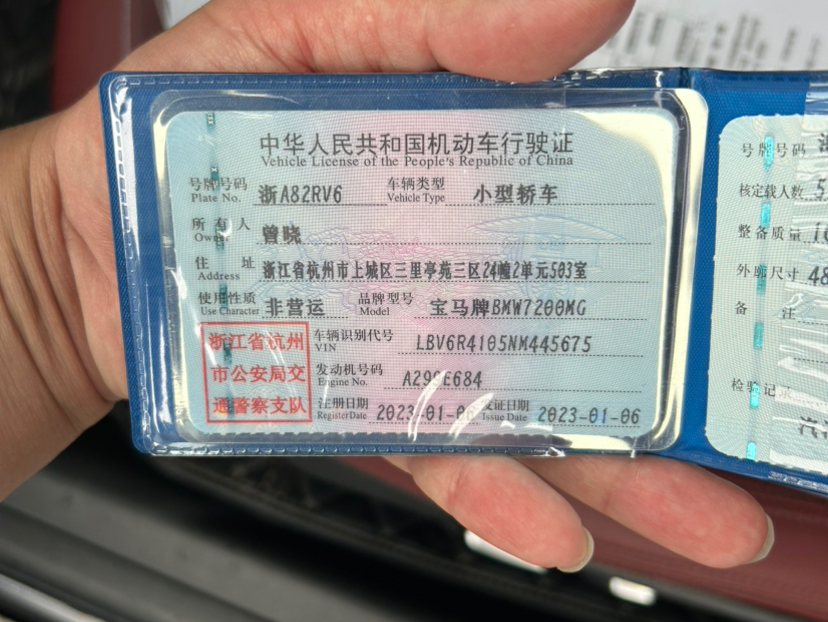 中华人民共和国机动车行驶证
Vehicle License of the People's Republic of China
号牌号码 Plate No. 浙A82RV6 车辆类型 Vehicle Type 小型轿车
所有人 Owner 曾晓
住址 Address 浙江省杭州市上城区三里亭苑三区24幢2单元503室
使用性质 Use Character 非营运 品牌型号 Model 宝马牌BMW7200MG
浙江省杭州
市公安局交
通警察支队
车辆识别代号 VIN LBV6R4105NM445675
发动机号码 Engine No. A299E684
注册日期 Register Date 2023-01-06 发证日期 Issue Date 2023-01-06
号牌号码
核定载人数 5
整备质量
外廓尺寸 48
备注
检验记录